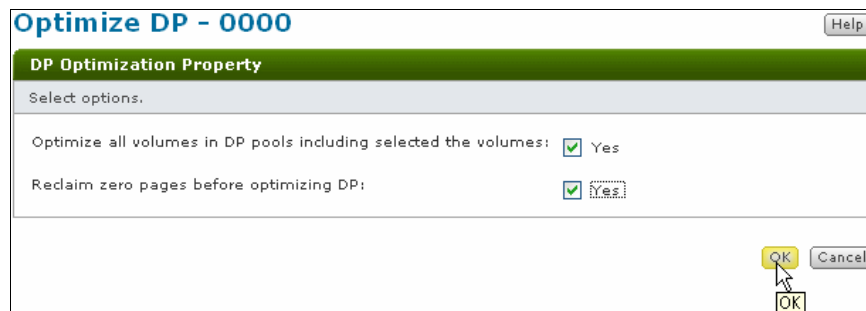 Optimize DP - 0000
Help
DP Optimization Property
Select options.
Optimize all volumes in DP pools including selected the volumes: Yes
Reclaim zero pages before optimizing DP: Yes
OK Cancel
OK